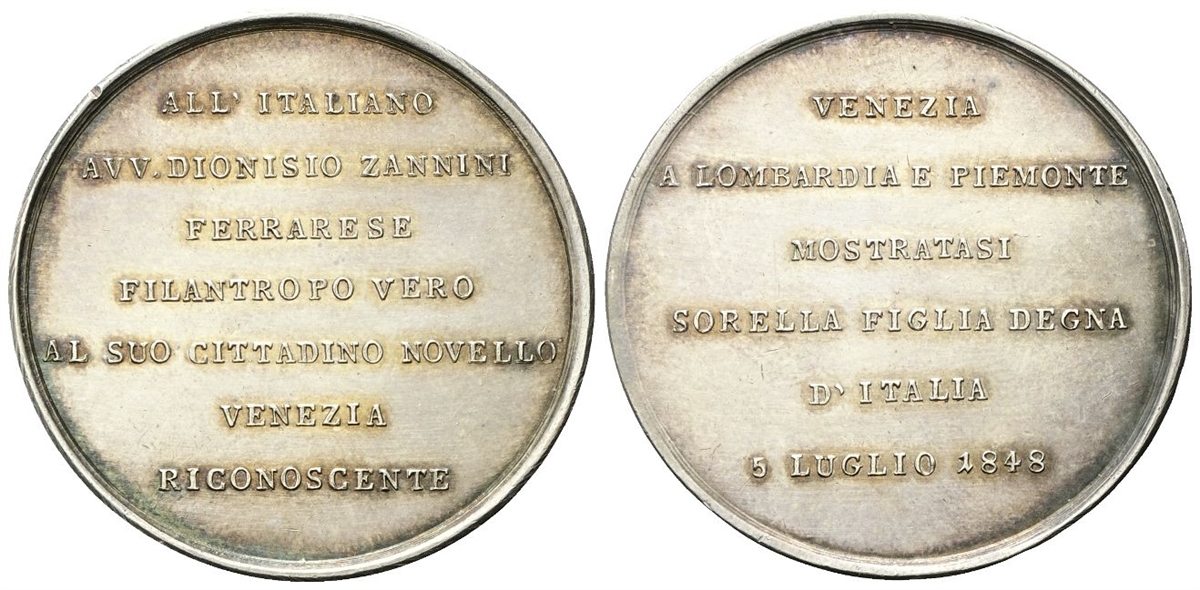 ALL' ITALIANO
AVV. DIONISIO ZANNINI
FERRARESE
FILANTROPO VERO
AL SUO CITTADINO NOVELLO
VENEZIA
RICONOSCENTE
VENEZIA
A LOMBARDIA E PIEMONTE
MOSTRATASI
SORELLA FIGLIA DEGNA
D' ITALIA
5 LUGLIO 1848